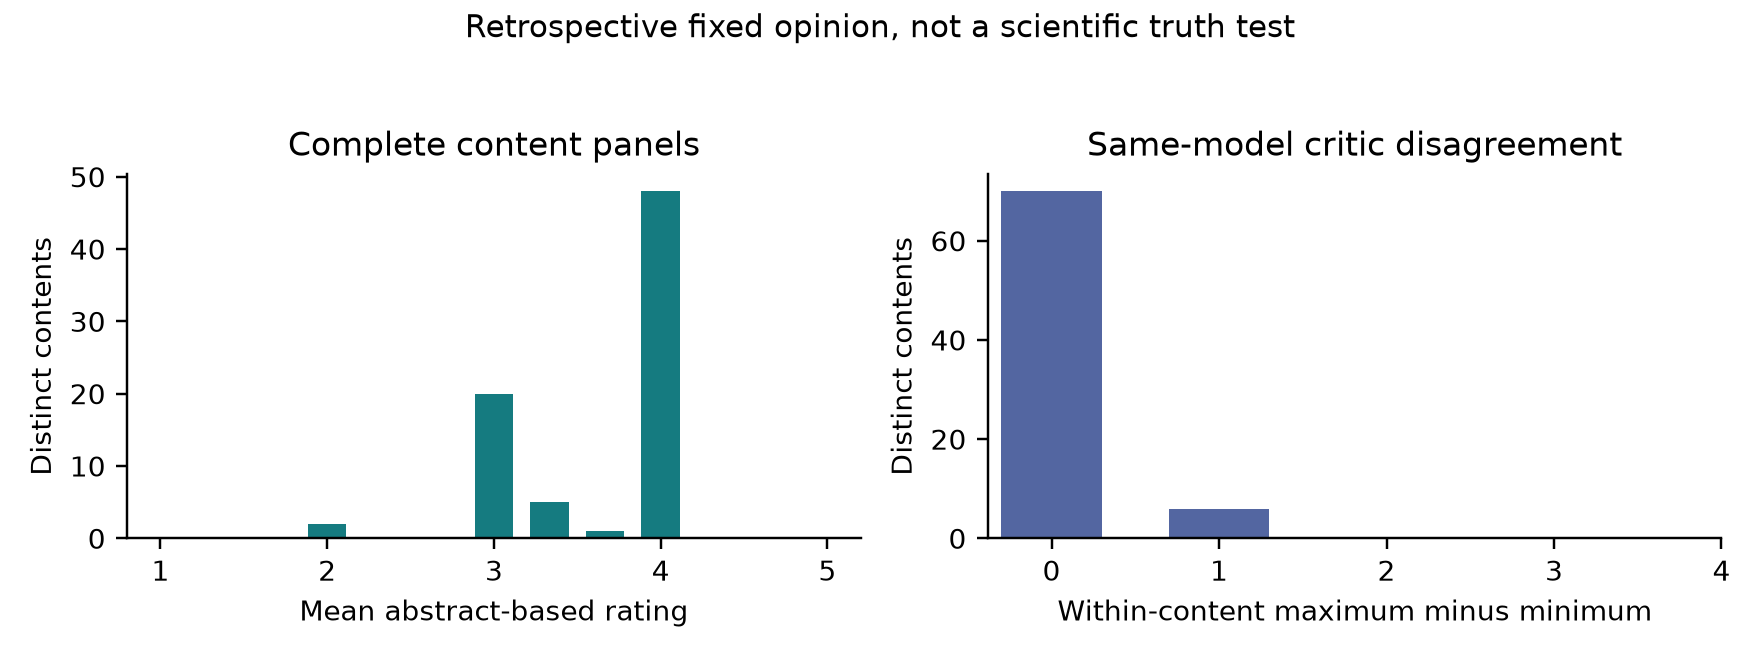 Retrospective fixed opinion, not a scientific truth test
Complete content panels
Distinct contents
50
40
30
20
10
0
1 2 3 4 5
Mean abstract-based rating
Same-model critic disagreement
Distinct contents
60
40
20
0
0 1 2 3 4
Within-content maximum minus minimum